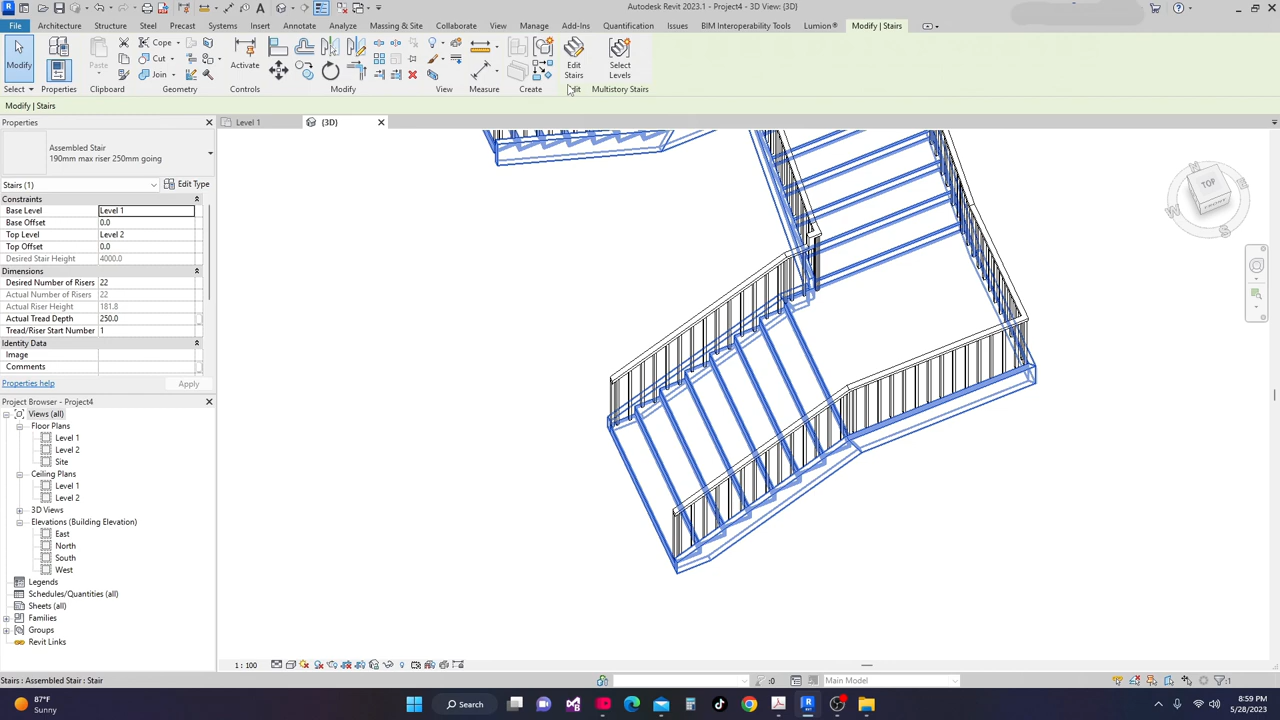 Autodesk Revit 2023.1 - Project4 - 3D View: {3D}
File
Architecture
Structure
Steel
Precast
Systems
Insert
Annotate
Analyze
Massing & Site
Collaborate
View
Manage
Add-Ins
Quantification
Issues
BIM Interoperability Tools
Lumion®
Modify | Stairs
Modify
Paste
Cope
Cut
Join
Activate
Edit
Stairs
Select
Levels
Select
Properties
Clipboard
Geometry
Controls
Modify
View
Measure
Create
Multistory Stairs
Modify | Stairs
Properties
Level 1
{3D}
Assembled Stair
190mm max riser 250mm going
Stairs (1)
Edit Type
Constraints
Base Level Level 1
Base Offset 0.0
Top Level Level 2
Top Offset 0.0
Desired Stair Height 4000.0
Dimensions
Desired Number of Risers 22
Actual Number of Risers 22
Actual Riser Height 181.8
Actual Tread Depth 250.0
Tread/Riser Start Number 1
Identity Data
Image
Comments
Properties help
Apply
Project Browser - Project4
Views (all)
Floor Plans
Level 1
Level 2
Site
Ceiling Plans
Level 1
Level 2
3D Views
Elevations (Building Elevation)
East
North
South
West
Legends
Schedules/Quantities (all)
Sheets (all)
Families
Groups
Revit Links
TOP
FRONT
W
S
1 : 100
Stairs : Assembled Stair : Stair
:0
Main Model
:1
87°F
Sunny
Search
8:59 PM
5/28/2023